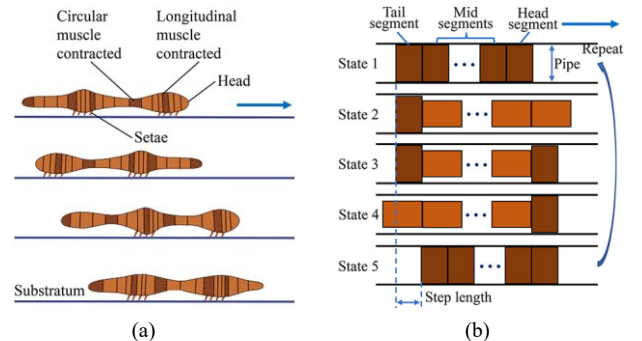 Circular
muscle
contracted
Longitudinal
muscle
contracted
Head
Setae
Substratum
(a)
Tail
segment
Mid
segments
Head
segment
Repeat
State 1
Pipe
State 2
State 3
State 4
State 5
Step length
(b)